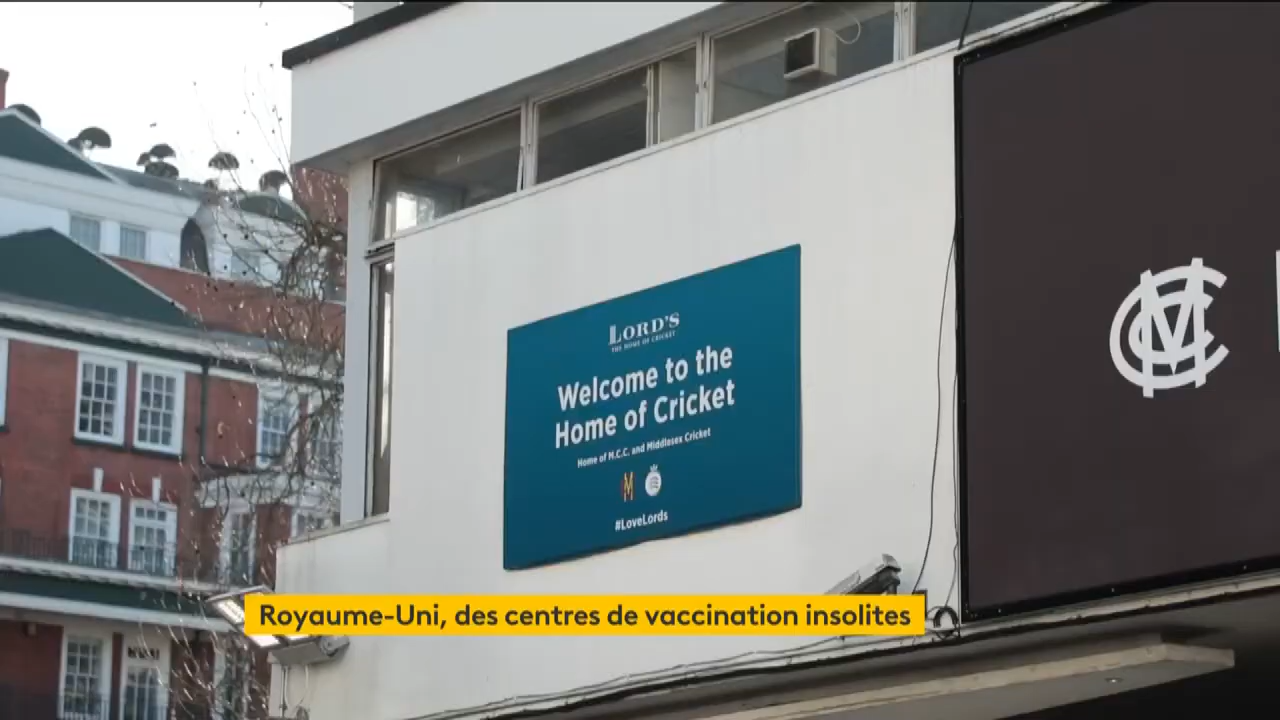 LORD'S
THE HOME OF CRICKET
Welcome to the
Home of Cricket
Home of M.C.C. and Middlesex Cricket
#LoveLords
MCC
Royaume-Uni, des centres de vaccination insolites